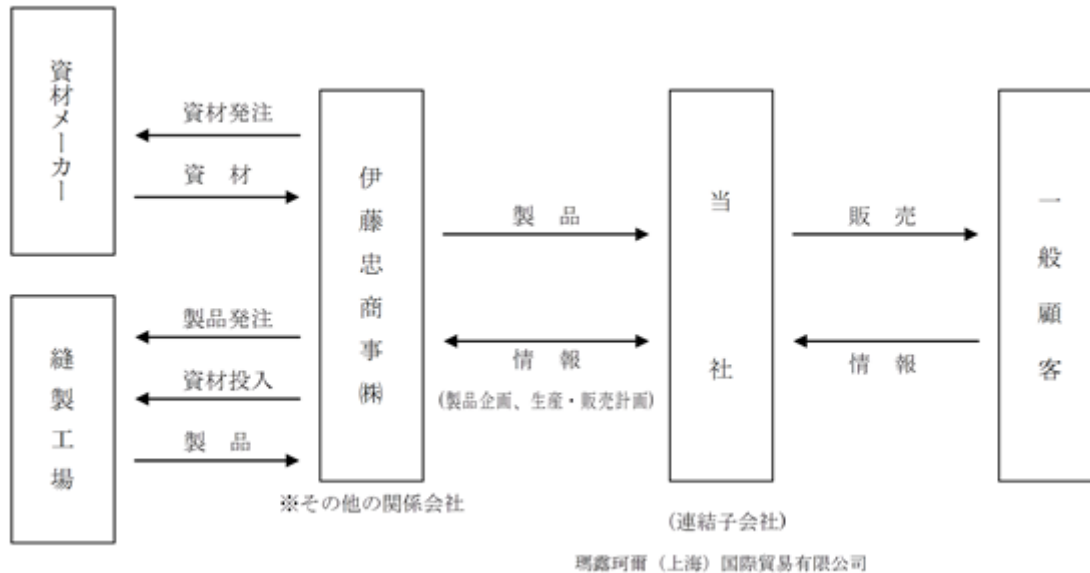 資材メーカー
資材発注
資 材
縫製工場
製品発注
資材投入
製 品
伊藤忠商事㈱
※その他の関係会社
製 品
情 報
(製品企画、生産・販売計画)
当社
(連結子会社)
瑪露珂爾（上海）国際貿易有限公司
販 売
情 報
一般顧客